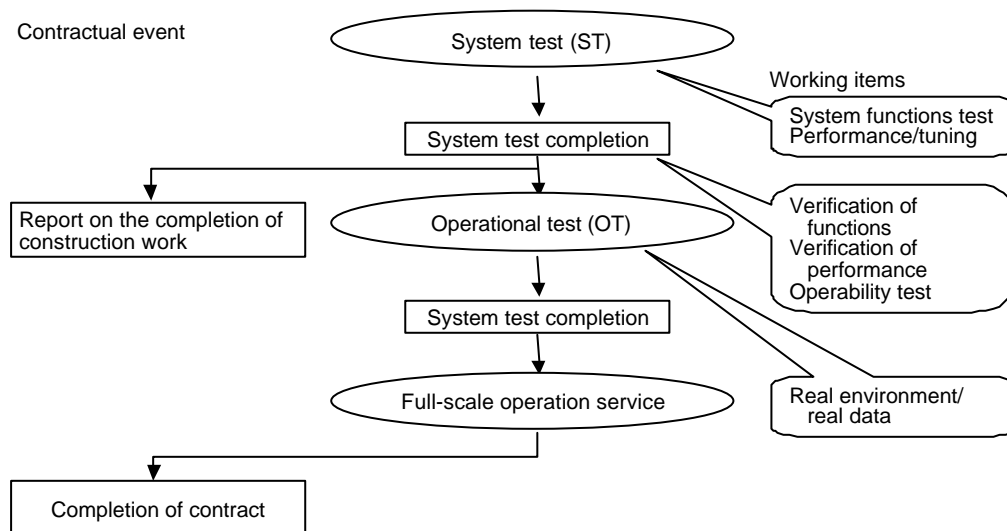 Contractual event
System test (ST)
Working items
System functions test
Performance/tuning
System test completion
Report on the completion of
construction work
Operational test (OT)
Verification of
functions
Verification of
performance
Operability test
System test completion
Full-scale operation service
Real environment/
real data
Completion of contract